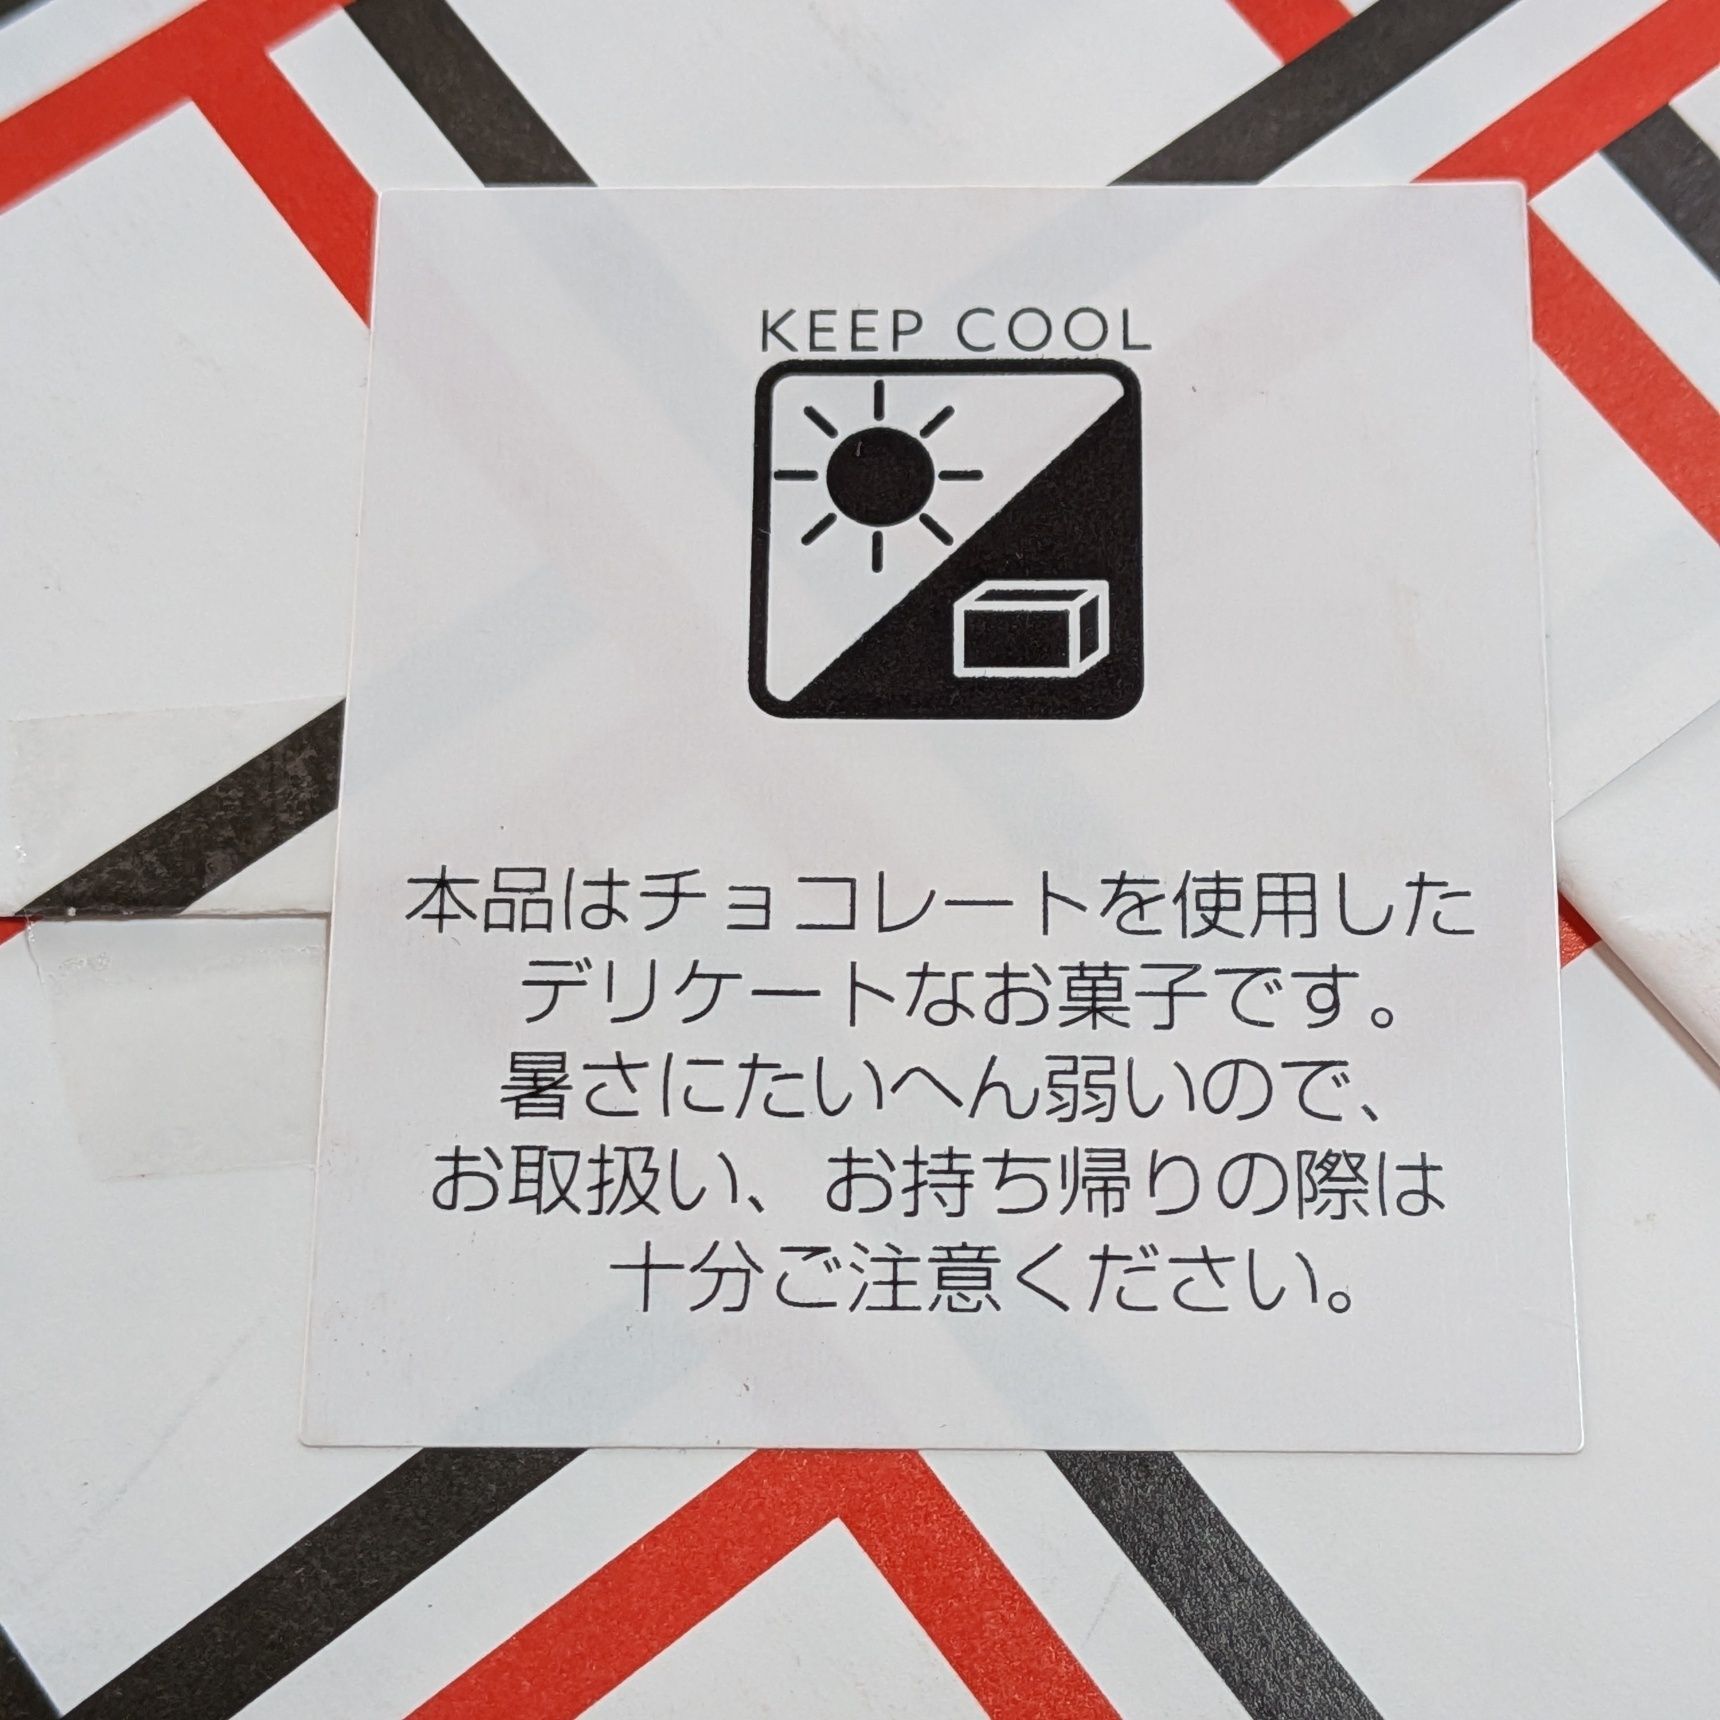 KEEP COOL
本品はチョコレートを使用した
デリケートなお菓子です。
暑さにたいへん弱いので、
お取扱い、お持ち帰りの際は
十分ご注意ください。